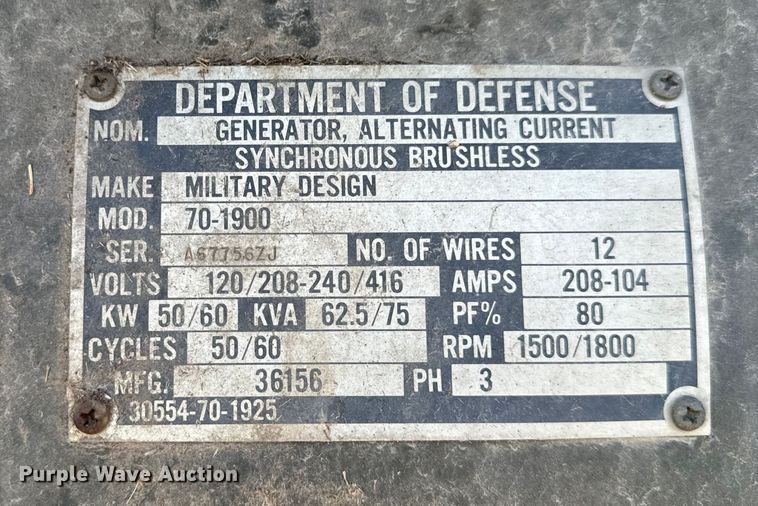 DEPARTMENT OF DEFENSE
NOM. GENERATOR, ALTERNATING CURRENT
SYNCHRONOUS BRUSHLESS
MAKE MILITARY DESIGN
MOD. 70-1900
SER. A67756ZJ NO. OF WIRES 12
VOLTS 120/208-240/416 AMPS 208-104
KW 50/60 KVA 62.5/75 PF% 80
CYCLES 50/60 RPM 1500/1800
MFG. 36156 PH 3
30554-70-1925
Purple Wave Auction